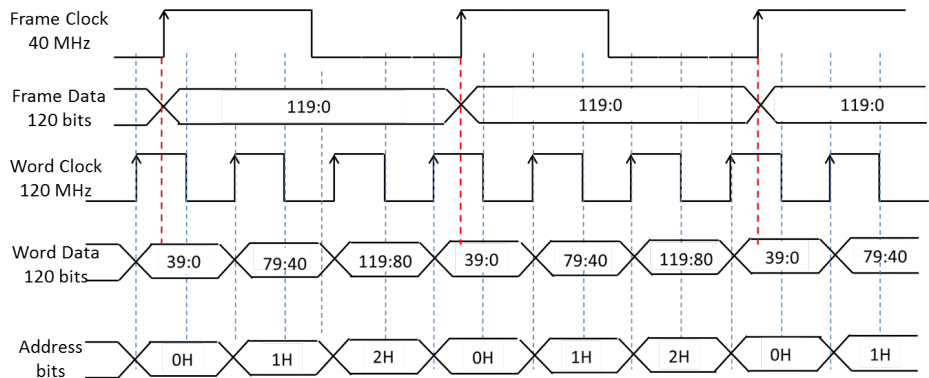 Frame Clock
40 MHz
Frame Data
120 bits
119:0
119:0
119:0
Word Clock
120 MHz
Word Data
120 bits
39:0
79:40
119:80
39:0
79:40
119:80
39:0
79:40
Address
bits
0H
1H
2H
0H
1H
2H
0H
1H